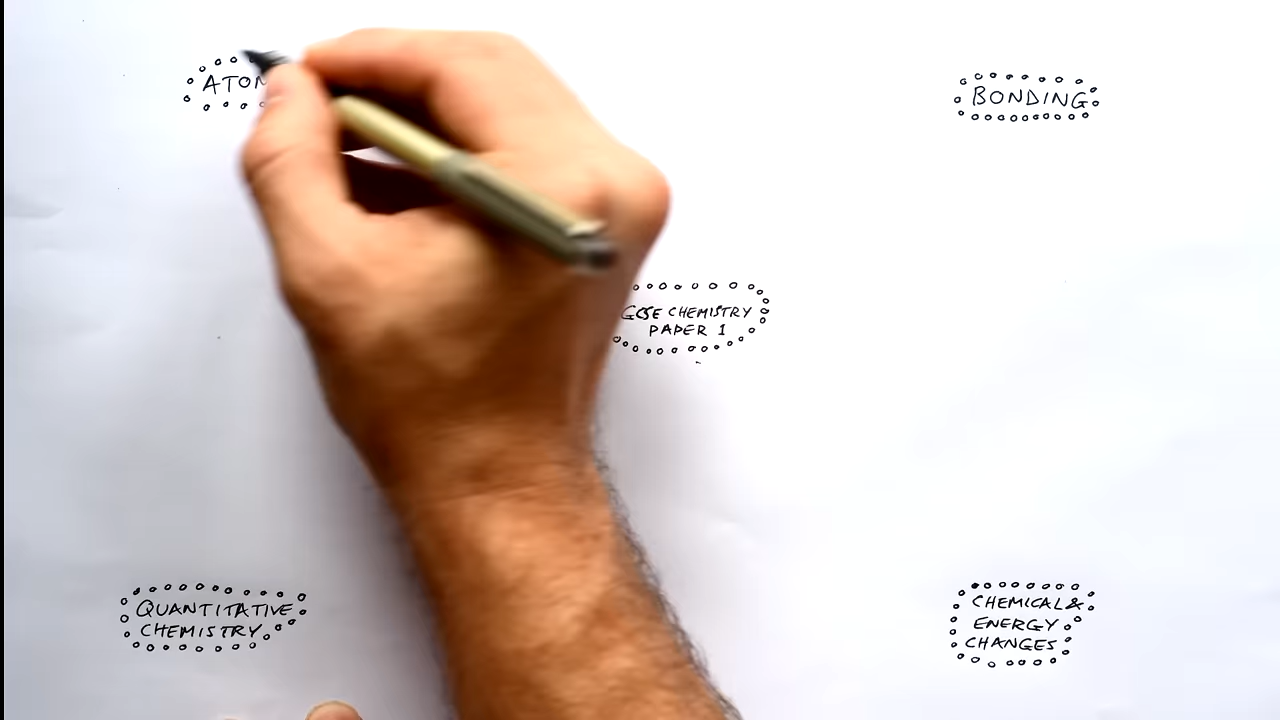 BONDING
GCSE CHEMISTRY
PAPER 1
QUANTITATIVE
CHEMISTRY
CHEMICAL &
ENERGY
CHANGES